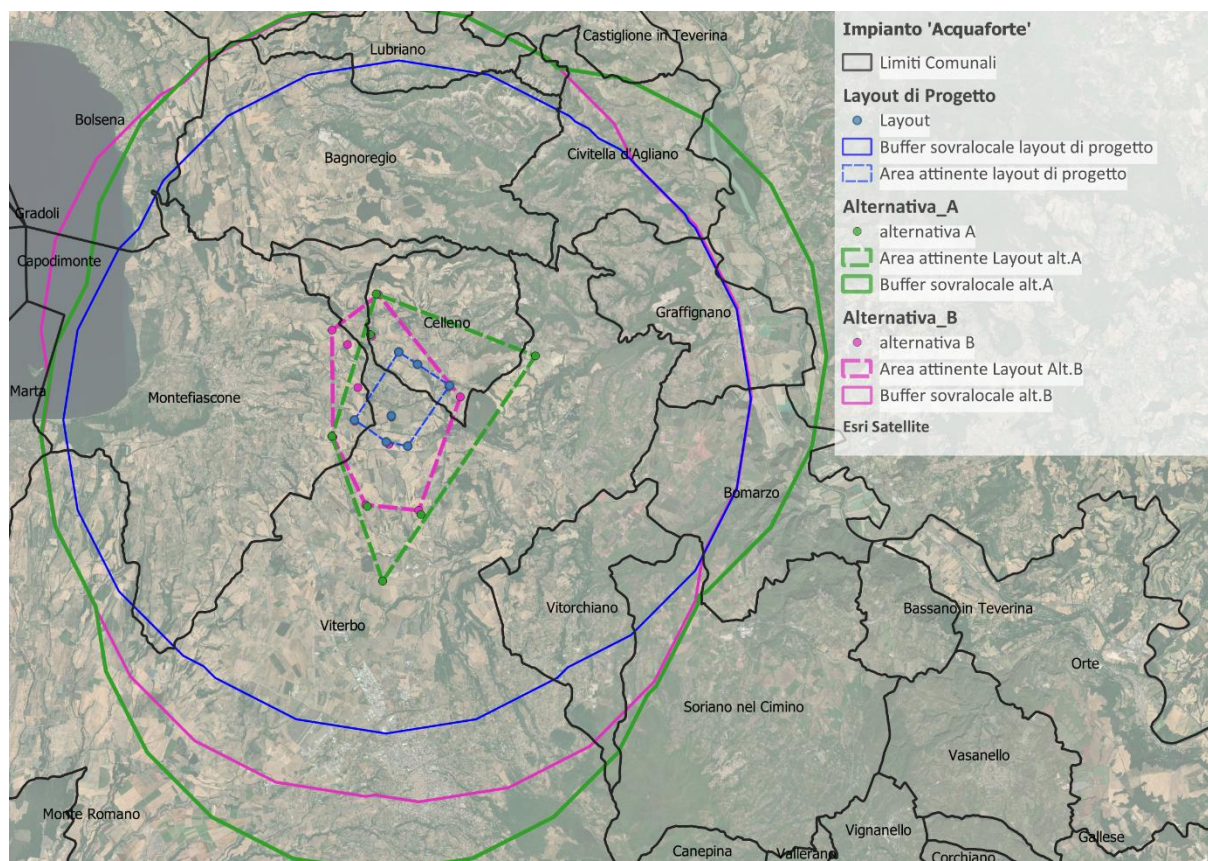 Impianto 'Acquaforte'
Limiti Comunali
Layout di Progetto
Layout
Buffer sovralocale layout di progetto
Area attinente layout di progetto
Alternativa_A
alternativa A
Area attinente Layout alt.A
Buffer sovralocale alt.A
Alternativa_B
alternativa B
Area attinente Layout Alt.B
Buffer sovralocale alt.B
Esri Satellite
Castiglione in Teverina
Lubriano
Bolsena
Bagnoregio
Civitella d'Agliano
Gradoli
Capodimonte
Graffignano
Celleno
Marta
Montefiascone
Bomarzo
Vitorchiano
Bassano in Teverina
Viterbo
Orte
Soriano nel Cimino
Vasanello
Monte Romano
Vignanello
Gallese
Canepina
Vallerano
Corchiano